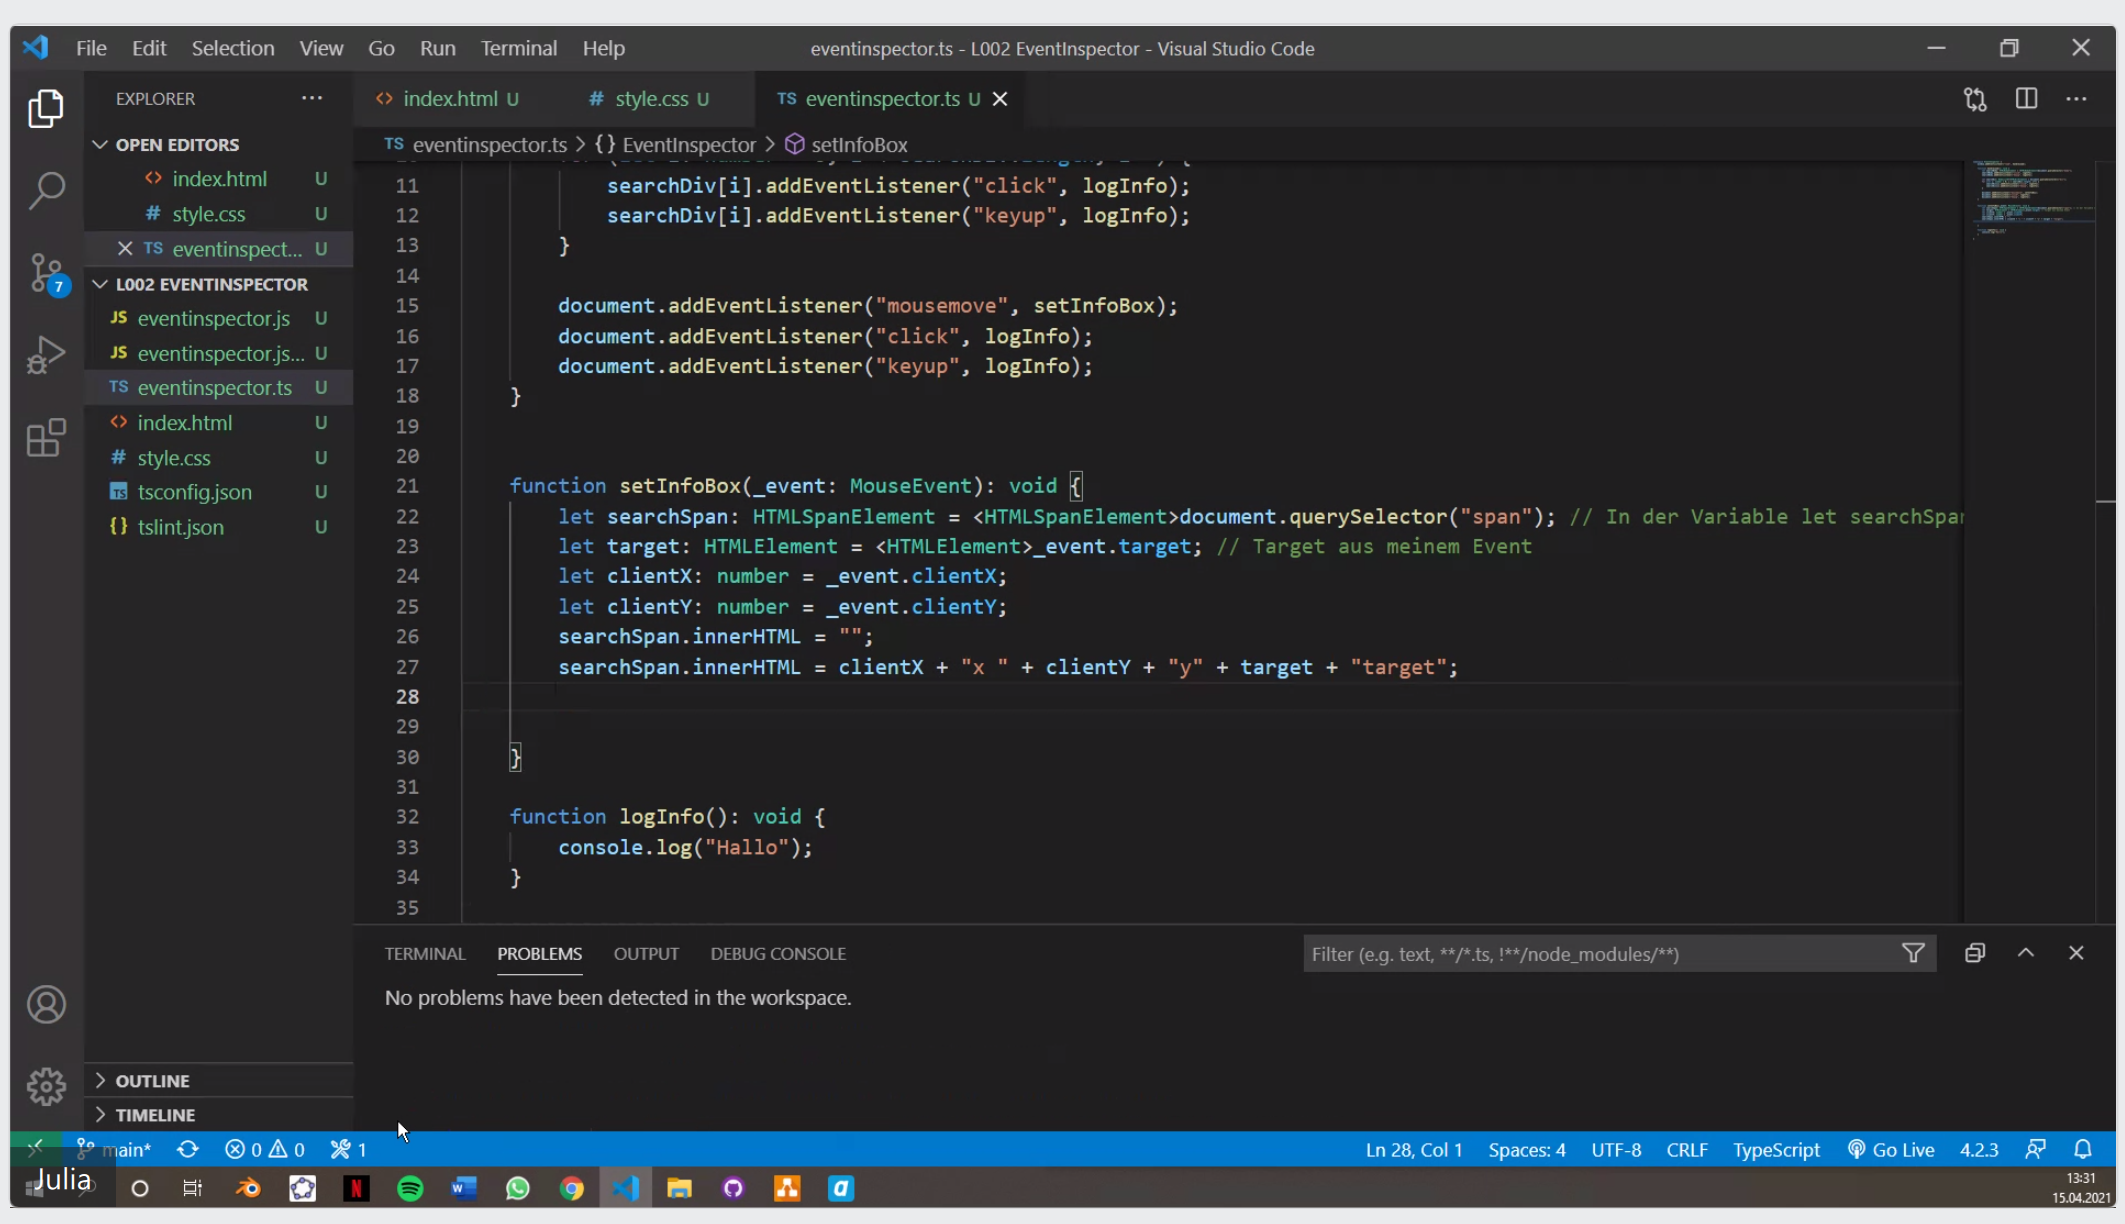 File Edit Selection View Go Run Terminal Help eventinspector.ts - L002 EventInspector - Visual Studio Code
EXPLORER ... index.html U # style.css U TS eventinspector.ts U
OPEN EDITORS
TS eventinspector.ts > {} EventInspector > setInfoBox
index.html U
# style.css U
TS eventinspect... U
L002 EVENTINSPECTOR
JS eventinspector.js U
JS eventinspector.js... U
TS eventinspector.ts U
index.html U
# style.css U
TS tsconfig.json U
{} tslint.json U
7
11 searchDiv[i].addEventListener("click", logInfo);
12 searchDiv[i].addEventListener("keyup", logInfo);
13 }
14
15 document.addEventListener("mousemove", setInfoBox);
16 document.addEventListener("click", logInfo);
17 document.addEventListener("keyup", logInfo);
18 }
19
20
21 function setInfoBox(_event: MouseEvent): void {
22 let searchSpan: HTMLSpanElement = <HTMLSpanElement>document.querySelector("span"); // In der Variable let searchSpa
23 let target: HTMLElement = <HTMLElement>_event.target; // Target aus meinem Event
24 let clientX: number = _event.clientX;
25 let clientY: number = _event.clientY;
26 searchSpan.innerHTML = "";
27 searchSpan.innerHTML = clientX + "x " + clientY + "y" + target + "target";
28
29
30 }
31
32 function logInfo(): void {
33 console.log("Hallo");
34 }
35
TERMINAL PROBLEMS OUTPUT DEBUG CONSOLE Filter (e.g. text, **/*.ts, !**/node_modules/**)
No problems have been detected in the workspace.
OUTLINE
TIMELINE
main* 0 0 1 Ln 28, Col 1 Spaces: 4 UTF-8 CRLF TypeScript Go Live 4.2.3
Julia
13:31
15.04.2021